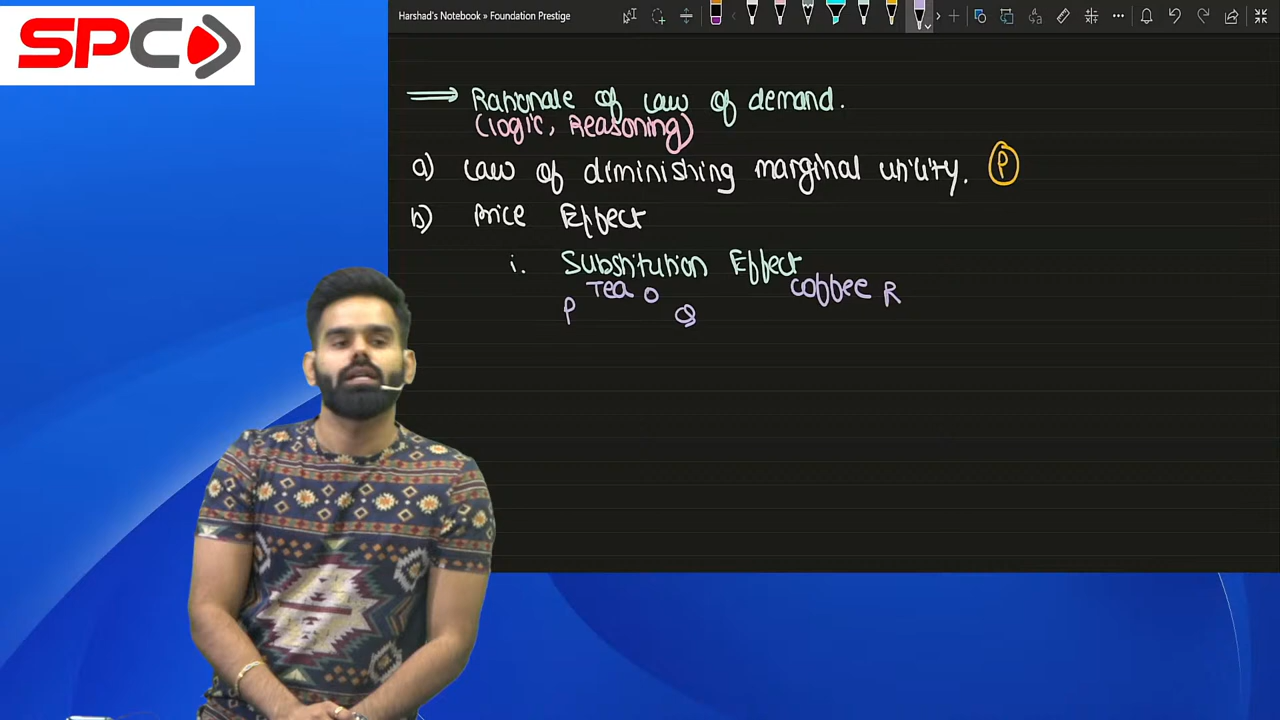 SPC
Harshad's Notebook » Foundation Prestige
Rationale of law of demand.
(Logic, Reasoning)
a) Law of diminishing marginal utility. P
b) Price Effect
i. Substitution Effect
Tea O Coffee R
P Q